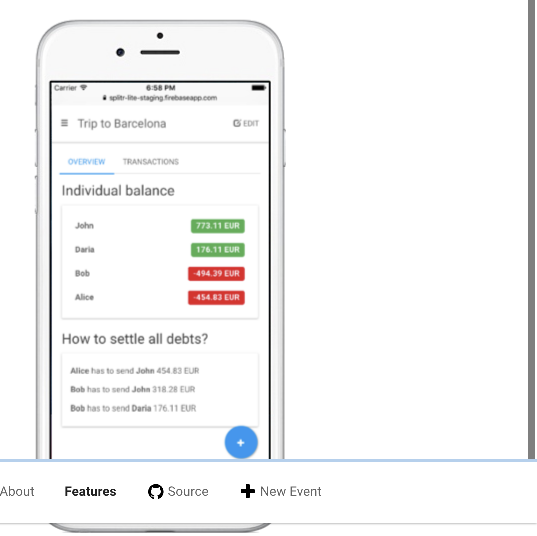 Carrier 6:58 PM
splitr-lite-staging.firebaseapp.com
Trip to Barcelona EDIT
OVERVIEW TRANSACTIONS
Individual balance
John 773.11 EUR
Daria 176.11 EUR
Bob -494.39 EUR
Alice -454.83 EUR
How to settle all debts?
Alice has to send John 454.83 EUR
Bob has to send John 318.28 EUR
Bob has to send Daria 176.11 EUR
+
About Features Source New Event